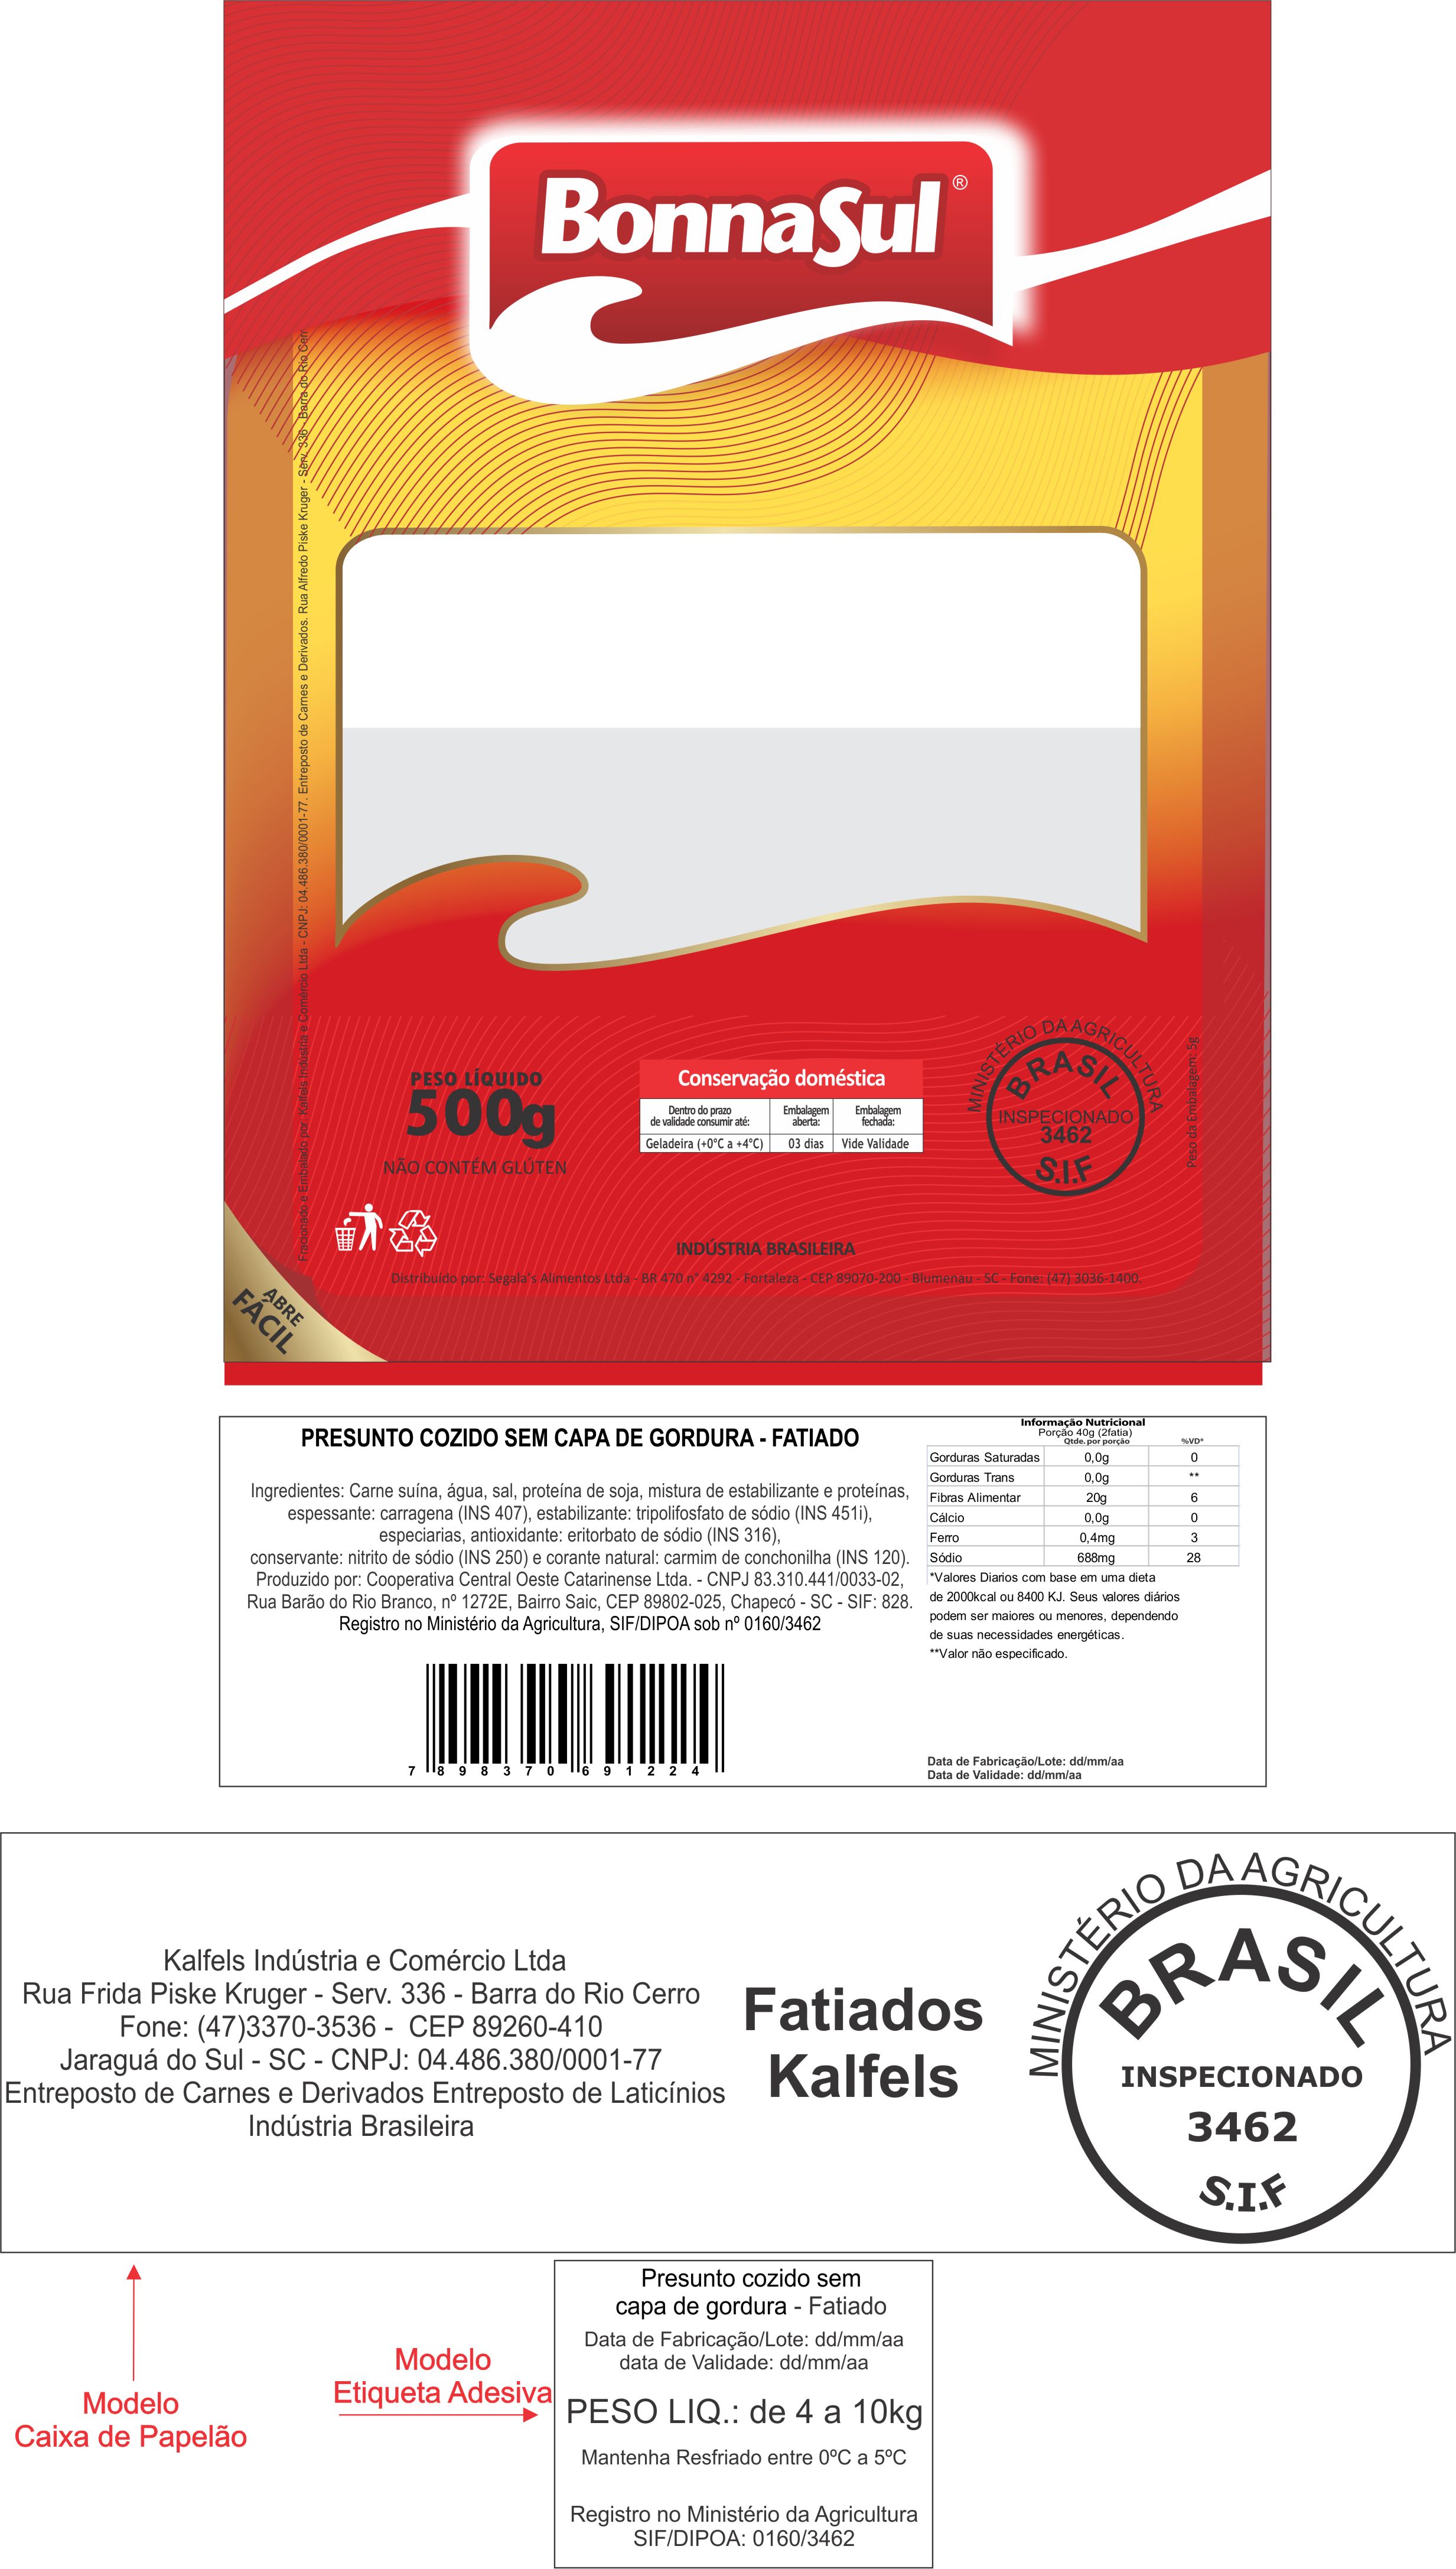 BonnaSul®
Fracionado e Embalado por: Kalfels Indústria e Comércio Ltda - CNPJ: 04.486.380/0001-77. Entreposto de Carnes e Derivados. Rua Alfredo Piske Kruger - Serv. 336 - Barra do Rio Cerr
PESO LÍQUIDO
500g
NÃO CONTÉM GLÚTEN
Conservação doméstica
Dentro do prazo de validade consumir até: Embalagem aberta: Embalagem fechada:
Geladeira (+0°C a +4°C) 03 dias Vide Validade
MINISTÉRIO DA AGRICULTURA
BRASIL
INSPECIONADO
3462
S.I.F
Peso da Embalagem: 5g
INDÚSTRIA BRASILEIRA
Distribuído por: Segala's Alimentos Ltda - BR 470 n° 4292 - Fortaleza - CEP 89070-200 - Blumenau - SC - Fone: (47) 3036-1400.
ABRE
FÁCIL
PRESUNTO COZIDO SEM CAPA DE GORDURA - FATIADO
Ingredientes: Carne suína, água, sal, proteína de soja, mistura de estabilizante e proteínas,
espessante: carragena (INS 407), estabilizante: tripolifosfato de sódio (INS 451i),
especiarias, antioxidante: eritorbato de sódio (INS 316),
conservante: nitrito de sódio (INS 250) e corante natural: carmim de conchonilha (INS 120).
Produzido por: Cooperativa Central Oeste Catarinense Ltda. - CNPJ 83.310.441/0033-02,
Rua Barão do Rio Branco, nº 1272E, Bairro Saic, CEP 89802-025, Chapecó - SC - SIF: 828.
Registro no Ministério da Agricultura, SIF/DIPOA sob nº 0160/3462
7 898370 691224
Informação Nutricional
Porção 40g (2fatia)
Qtde. por porção %VD*
Gorduras Saturadas 0,0g 0
Gorduras Trans 0,0g **
Fibras Alimentar 20g 6
Cálcio 0,0g 0
Ferro 0,4mg 3
Sódio 688mg 28
*Valores Diarios com base em uma dieta
de 2000kcal ou 8400 KJ. Seus valores diários
podem ser maiores ou menores, dependendo
de suas necessidades energéticas.
**Valor não especificado.
Data de Fabricação/Lote: dd/mm/aa
Data de Validade: dd/mm/aa
Kalfels Indústria e Comércio Ltda
Rua Frida Piske Kruger - Serv. 336 - Barra do Rio Cerro
Fone: (47)3370-3536 - CEP 89260-410
Jaraguá do Sul - SC - CNPJ: 04.486.380/0001-77
Entreposto de Carnes e Derivados Entreposto de Laticínios
Indústria Brasileira
Fatiados
Kalfels
MINISTÉRIO DA AGRICULTURA
BRASIL
INSPECIONADO
3462
S.I.F
Modelo
Caixa de Papelão
Modelo
Etiqueta Adesiva
Presunto cozido sem
capa de gordura - Fatiado
Data de Fabricação/Lote: dd/mm/aa
data de Validade: dd/mm/aa
PESO LIQ.: de 4 a 10kg
Mantenha Resfriado entre 0ºC a 5ºC
Registro no Ministério da Agricultura
SIF/DIPOA: 0160/3462